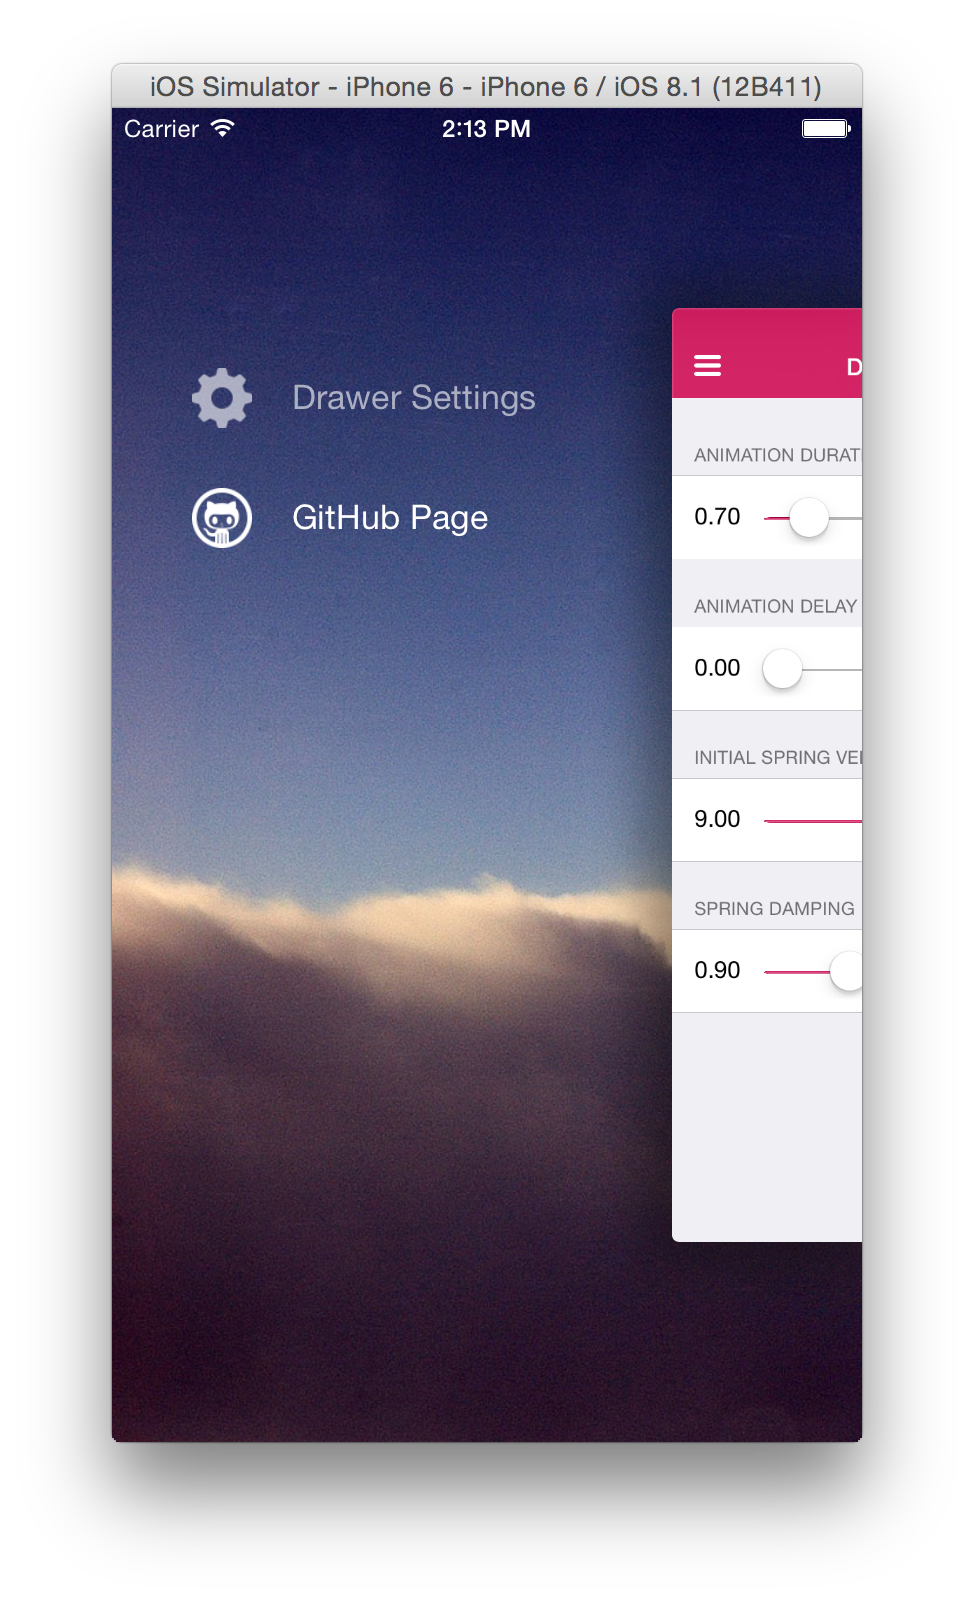 iOS Simulator - iPhone 6 - iPhone 6 / iOS 8.1 (12B411)
Carrier 2:13 PM
Drawer Settings
GitHub Page
D
ANIMATION DURAT
0.70
ANIMATION DELAY
0.00
INITIAL SPRING VE
9.00
SPRING DAMPING
0.90